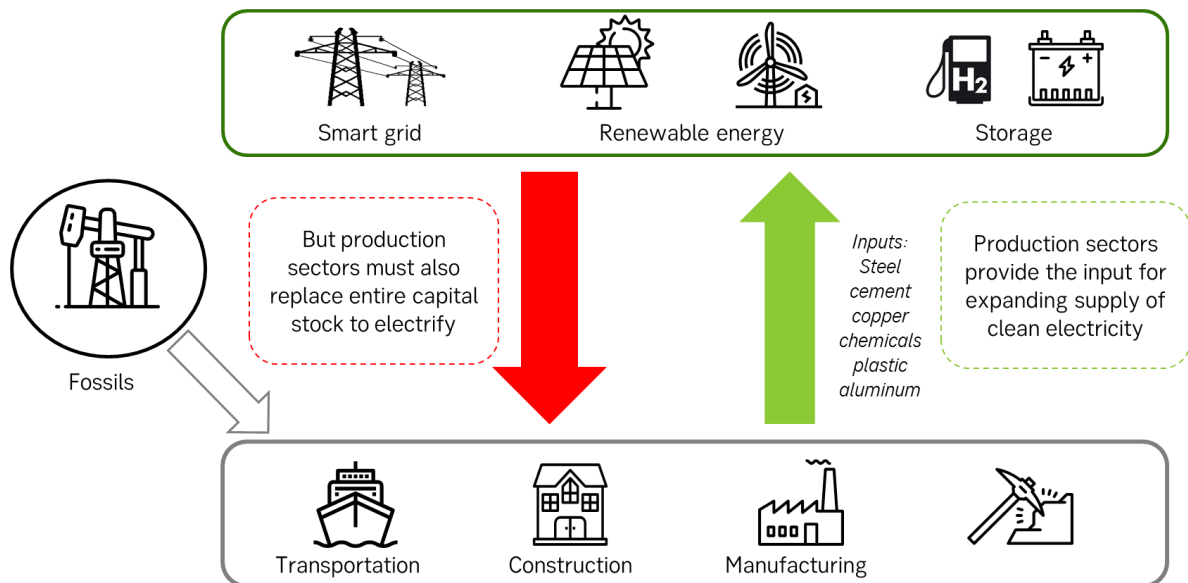 H2
Smart grid
Renewable energy
Storage
But production
sectors must also
replace entire capital
stock to electrify
Inputs:
Steel
cement
copper
chemicals
plastic
aluminum
Production sectors
provide the input for
expanding supply of
clean electricity
Fossils
Transportation
Construction
Manufacturing